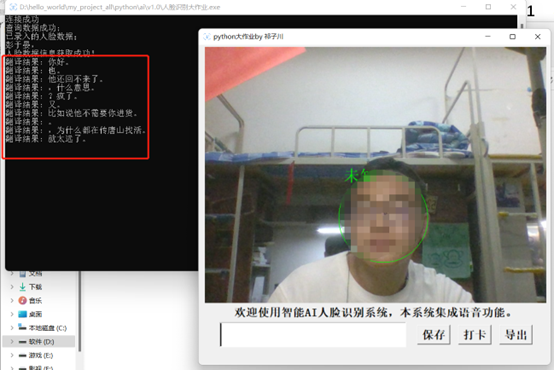 D:\hello_world\my_project_all\python\ai\v1.0\人脸识别大作业.exe
连接成功
查询数据成功:
已录入的人脸数据:
彭于晏,
人脸数据信息获取成功!
翻译结果: 你好。
翻译结果: 也。
翻译结果: 他还回不来了。
翻译结果: ，什么意思。
翻译结果: ？疯了。
翻译结果: 又。
翻译结果: 比如说他不需要你进货。
翻译结果: 。
翻译结果: ，为什么都在传唐山找活。
翻译结果: 就太远了。
文档
下载
音乐
桌面
本地磁盘 (C:)
软件 (D:)
游戏 (E:)
影视 (F:)
1
python大作业by 祁子川
未知
欢迎使用智能AI人脸识别系统，本系统集成语音功能。
保存
打卡
导出